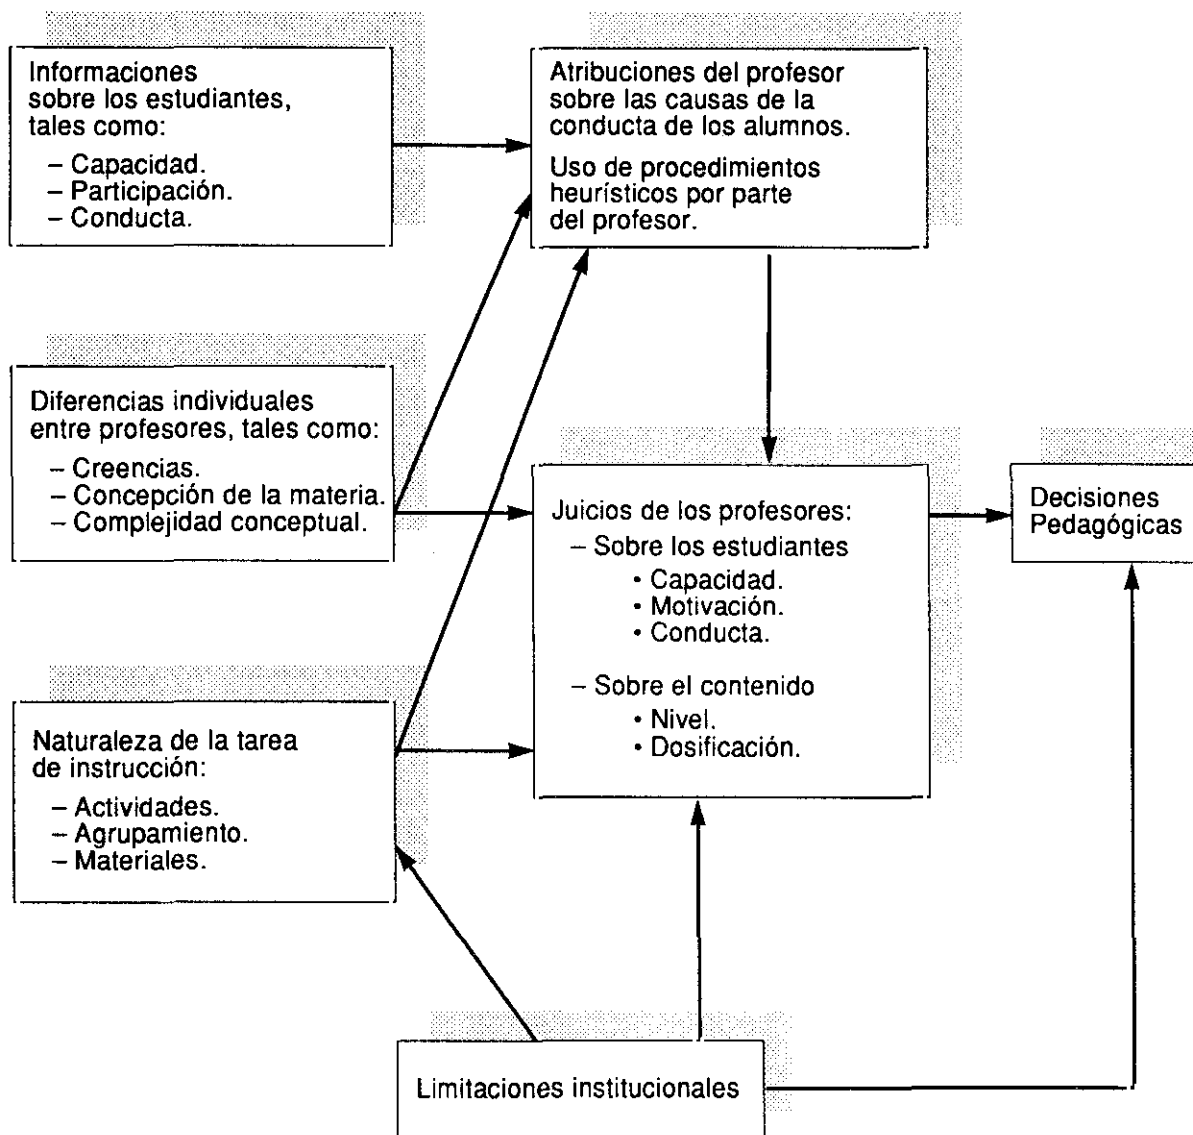 Informaciones
sobre los estudiantes,
tales como:
– Capacidad.
– Participación.
– Conducta.
Atribuciones del profesor
sobre las causas de la
conducta de los alumnos.
Uso de procedimientos
heurísticos por parte
del profesor.
Diferencias individuales
entre profesores, tales como:
– Creencias.
– Concepción de la materia.
– Complejidad conceptual.
Juicios de los profesores:
– Sobre los estudiantes
• Capacidad.
• Motivación.
• Conducta.
– Sobre el contenido
• Nivel.
• Dosificación.
Decisiones
Pedagógicas
Naturaleza de la tarea
de instrucción:
– Actividades.
– Agrupamiento.
– Materiales.
Limitaciones institucionales